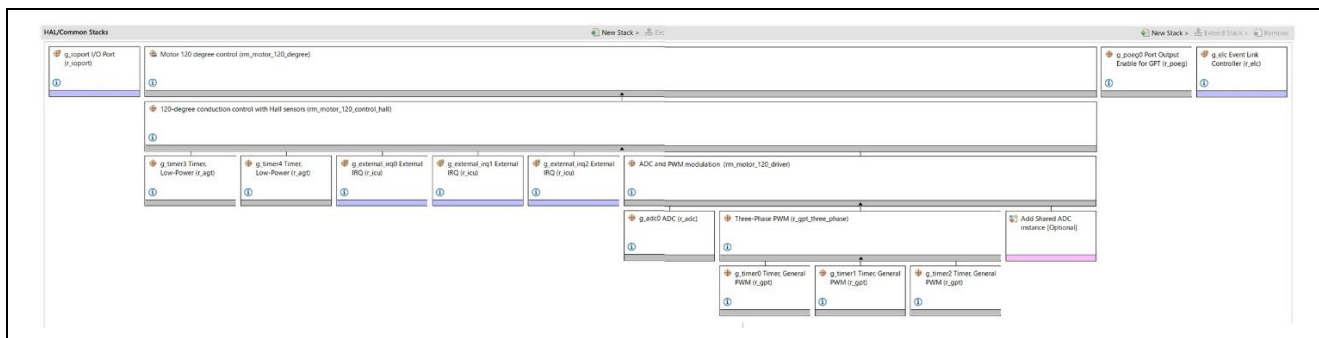 HAL/Common Stacks
New Stack >
New Stack > Extend Stack > Remove
g_ioport I/O Port
(r_ioport)
Motor 120 degree control (rm_motor_120_degree)
g_poeg0 Port Output
Enable for GPT (r_poeg)
g_elc Event Link
Controller (r_elc)
120-degree conduction control with Hall sensors (rm_motor_120_control_hall)
g_timer3 Timer,
Low-Power (r_agt)
g_timer4 Timer,
Low-Power (r_agt)
g_external_irq0 External
IRQ (r_icu)
g_external_irq1 External
IRQ (r_icu)
g_external_irq2 External
IRQ (r_icu)
ADC and PWM modulation (rm_motor_120_driver)
g_adc0 ADC (r_adc)
Three-Phase PWM (r_gpt_three_phase)
Add Shared ADC
instance [Optional]
g_timer0 Timer, General
PWM (r_gpt)
g_timer1 Timer, General
PWM (r_gpt)
g_timer2 Timer, General
PWM (r_gpt)